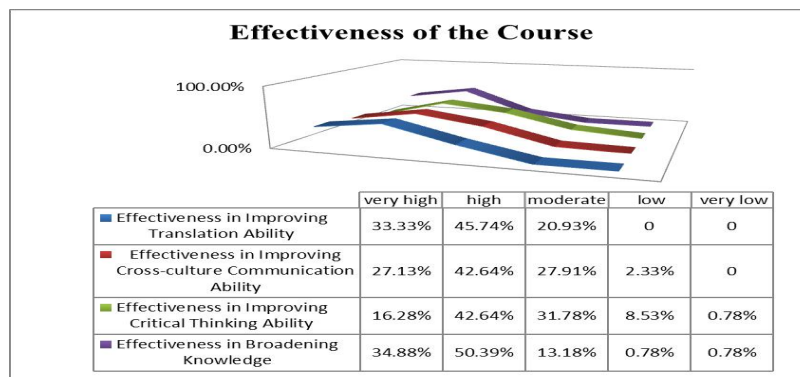 Effectiveness of the Course
100.00%
0.00%
very high high moderate low very low
Effectiveness in Improving
Translation Ability
33.33% 45.74% 20.93% 0 0
Effectiveness in Improving
Cross-culture Communication
Ability
27.13% 42.64% 27.91% 2.33% 0
Effectiveness in Improving
Critical Thinking Ability
16.28% 42.64% 31.78% 8.53% 0.78%
Effectiveness in Broadening
Knowledge
34.88% 50.39% 13.18% 0.78% 0.78%